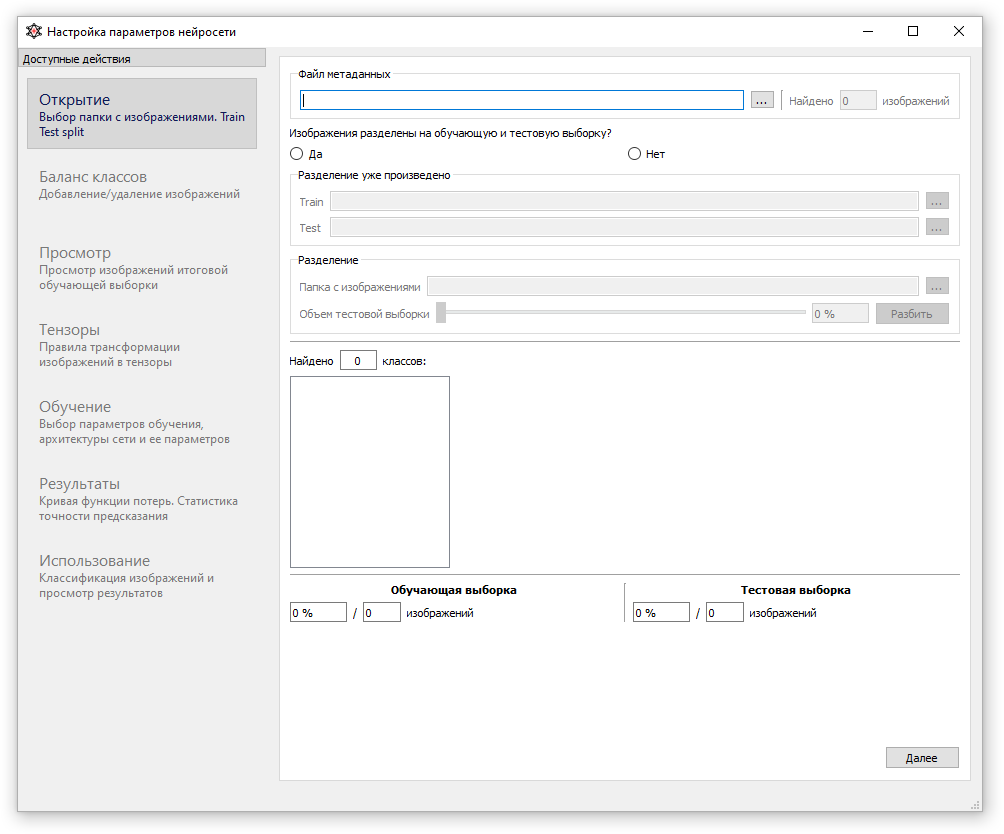 Настройка параметров нейросети
Доступные действия
Открытие
Выбор папки с изображениями. Train
Test split
Баланс классов
Добавление/удаление изображений
Просмотр
Просмотр изображений итоговой
обучающей выборки
Тензоры
Правила трансформации
изображений в тензоры
Обучение
Выбор параметров обучения,
архитектуры сети и ее параметров
Результаты
Кривая функции потерь. Статистика
точности предсказания
Использование
Классификация изображений и
просмотр результатов
Файл метаданных
... Найдено 0 изображений
Изображения разделены на обучающую и тестовую выборку?
Да Нет
Разделение уже произведено
Train ...
Test ...
Разделение
Папка с изображениями ...
Объем тестовой выборки 0 % Разбить
Найдено 0 классов:
Обучающая выборка Тестовая выборка
0 % / 0 изображений 0 % / 0 изображений
Далее